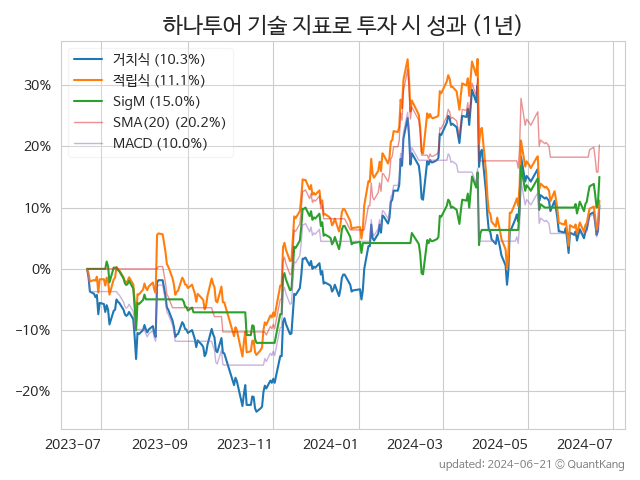 하나투어 기술 지표로 투자 시 성과 (1년)
거치식 (10.3%)
적립식 (11.1%)
SigM (15.0%)
SMA(20) (20.2%)
MACD (10.0%)
30%
20%
10%
0%
−10%
−20%
2023-07 2023-09 2023-11 2024-01 2024-03 2024-05 2024-07
updated: 2024-06-21 ⓒ QuantKang